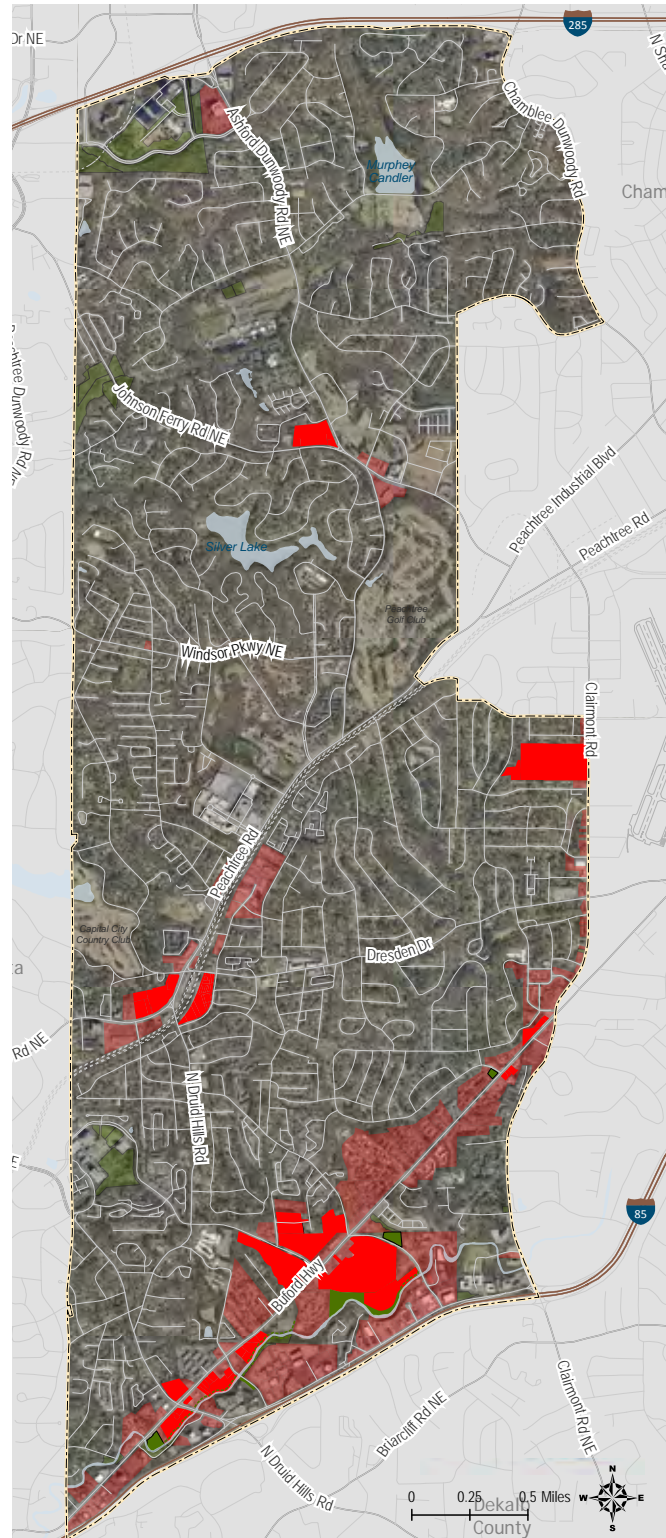 Dr NE
285
N Sha
Chamblee Dunwoody Rd
Ashford Dunwoody Rd NE
Murphey
Candler
Cham
Peachtree Dunwoody Rd N
Johnson Ferry Rd NE
Peachtree Industrial Blvd
Peachtree Rd
Silver Lake
Peachtree
Golf Club
Windsor Pkwy NE
Clairmont Rd
Peachtree Rd
Capital City
Country Club
Dresden Dr
ta
Rd NE
N Druid Hills Rd
E
85
Buford Hwy
Clairmont Rd NE
Briarcliff Rd NE
N Druid Hills Rd
0 0.25 0.5 Miles
Dekalb
County
N
W E
S